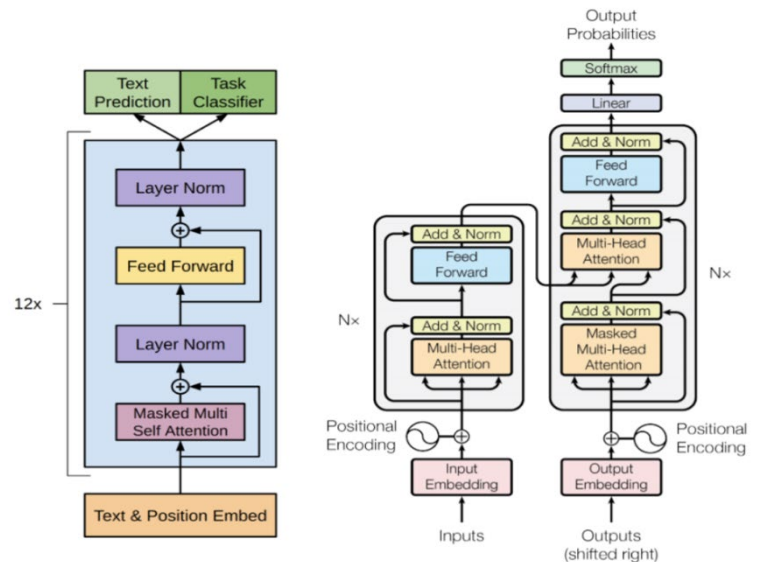 Text
Prediction
Task
Classifier
Layer Norm
Feed Forward
12x
Layer Norm
Masked Multi
Self Attention
Text & Position Embed
Output
Probabilities
Softmax
Linear
Add & Norm
Feed
Forward
Add & Norm
Multi-Head
Attention
Add & Norm
Masked
Multi-Head
Attention
Nx
Add & Norm
Feed
Forward
Nx
Add & Norm
Multi-Head
Attention
Positional
Encoding
Input
Embedding
Inputs
Positional
Encoding
Output
Embedding
Outputs
(shifted right)